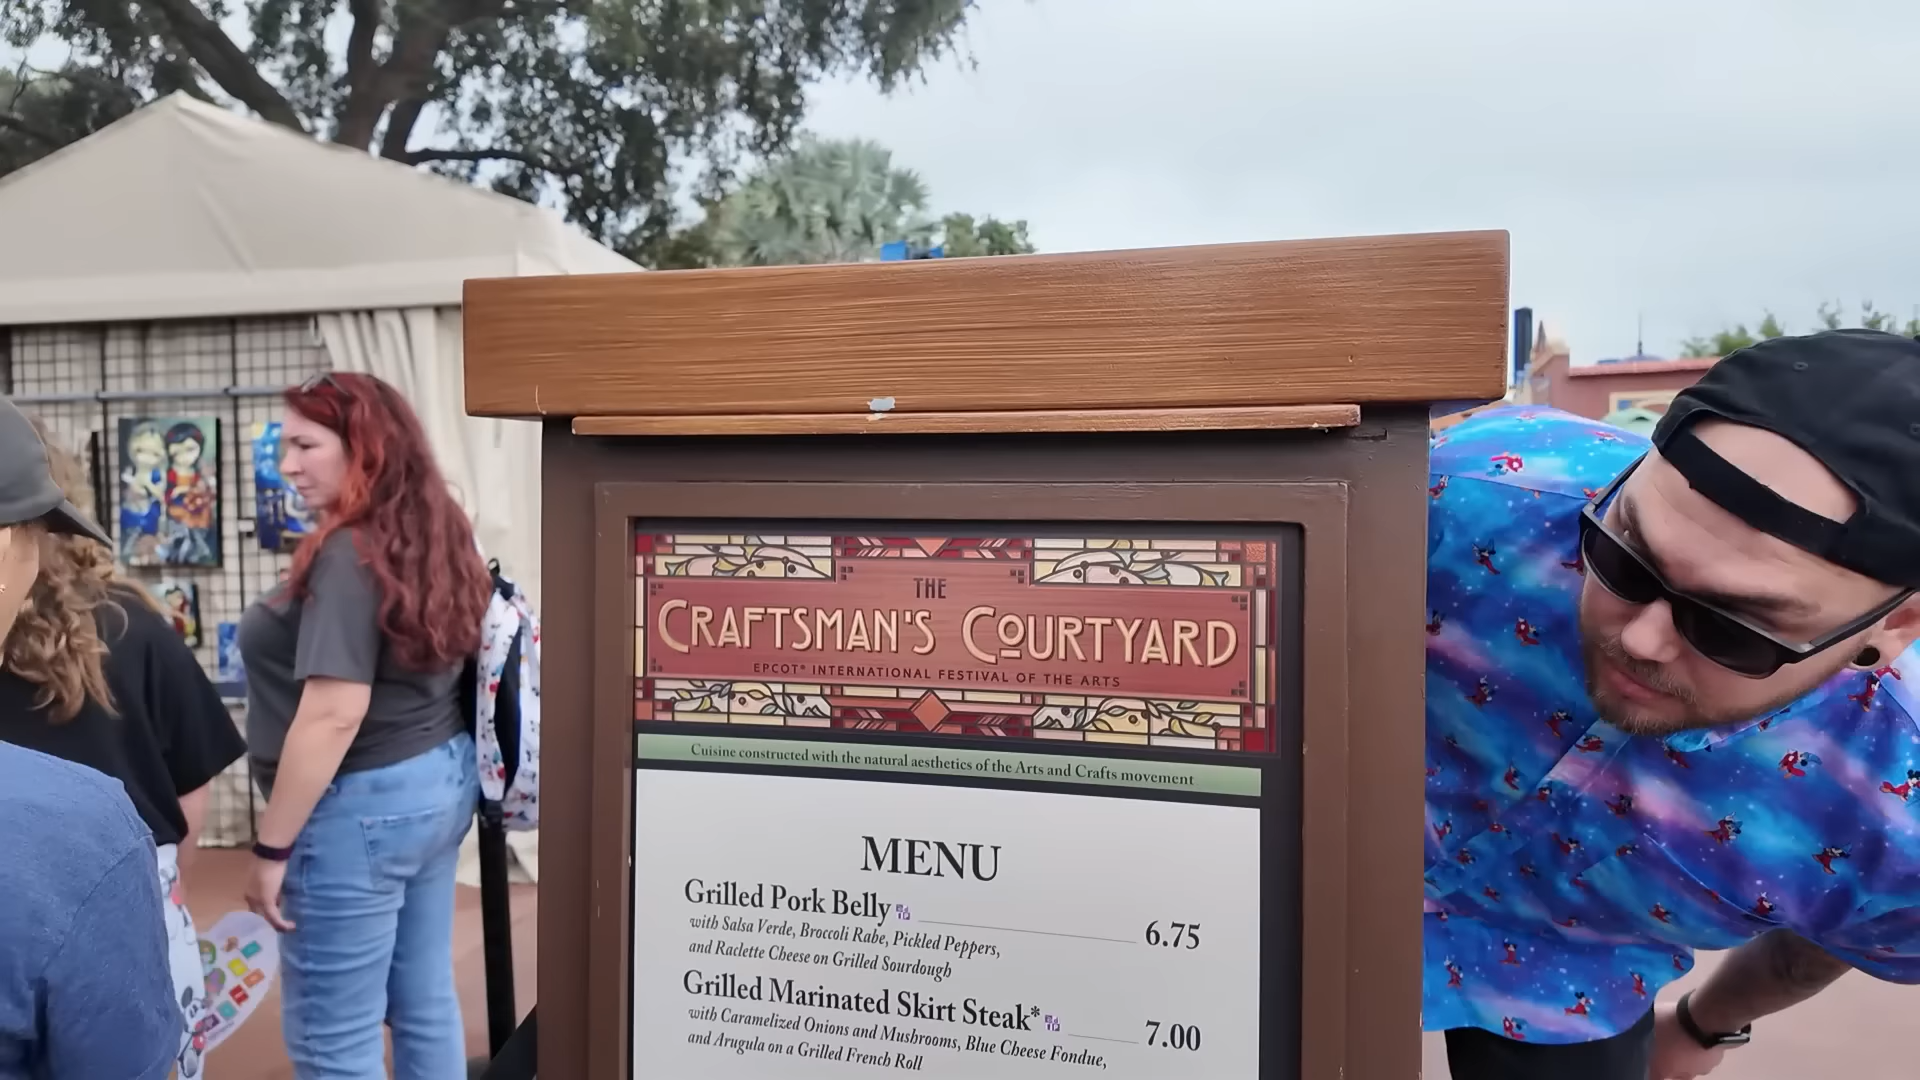 THE
CRAFTSMAN'S COURTYARD
EPCOT® INTERNATIONAL FESTIVAL OF THE ARTS
Cuisine constructed with the natural aesthetics of the Arts and Crafts movement
MENU
Grilled Pork Belly 6.75
with Salsa Verde, Broccoli Rabe, Pickled Peppers,
and Raclette Cheese on Grilled Sourdough
Grilled Marinated Skirt Steak* 7.00
with Caramelized Onions and Mushrooms, Blue Cheese Fondue,
and Arugula on a Grilled French Roll